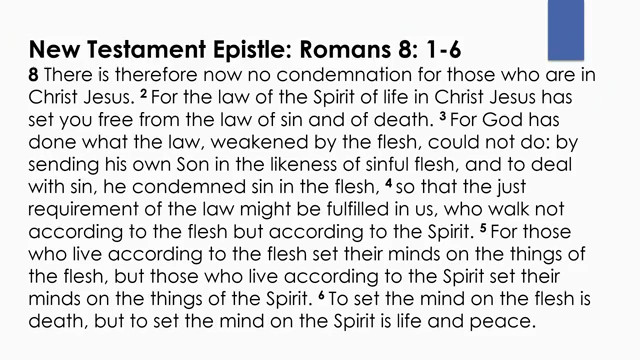 New Testament Epistle: Romans 8: 1-6
8 There is therefore now no condemnation for those who are in
Christ Jesus. 2 For the law of the Spirit of life in Christ Jesus has
set you free from the law of sin and of death. 3 For God has
done what the law, weakened by the flesh, could not do: by
sending his own Son in the likeness of sinful flesh, and to deal
with sin, he condemned sin in the flesh, 4 so that the just
requirement of the law might be fulfilled in us, who walk not
according to the flesh but according to the Spirit. 5 For those
who live according to the flesh set their minds on the things of
the flesh, but those who live according to the Spirit set their
minds on the things of the Spirit. 6 To set the mind on the flesh is
death, but to set the mind on the Spirit is life and peace.